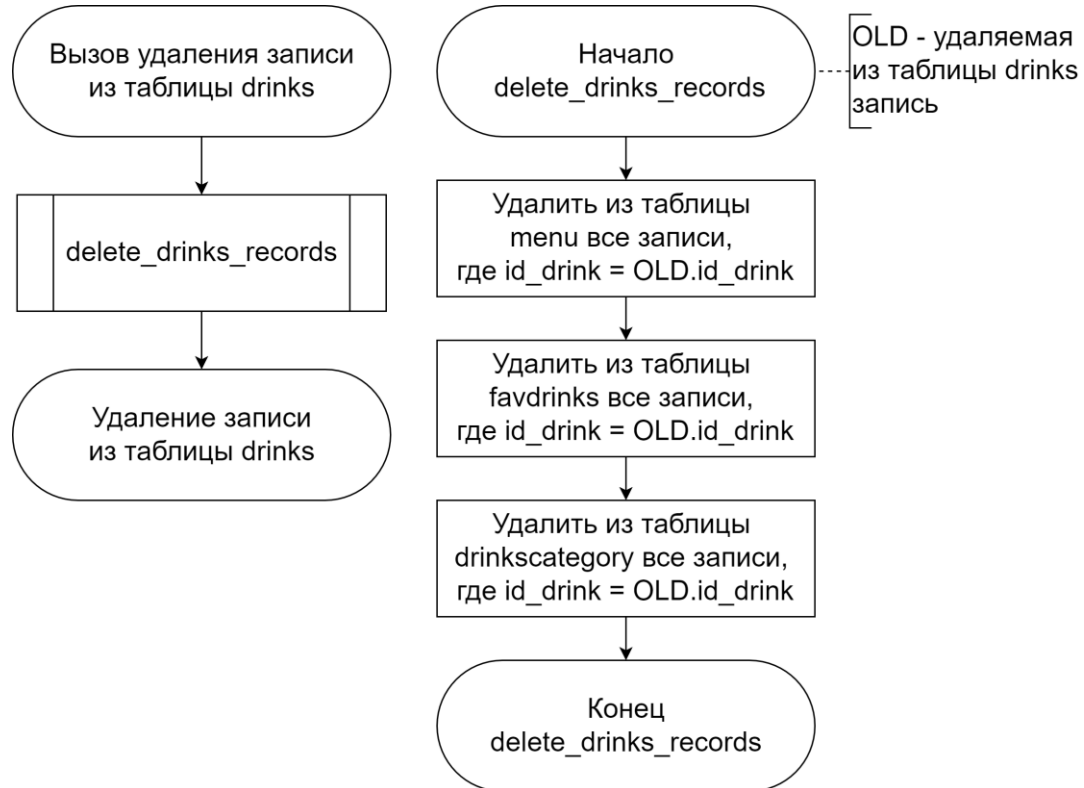 Вызов удаления записи
из таблицы drinks
delete_drinks_records
Удаление записи
из таблицы drinks
Начало
delete_drinks_records
OLD - удаляемая
из таблицы drinks
запись
Удалить из таблицы
menu все записи,
где id_drink = OLD.id_drink
Удалить из таблицы
favdrinks все записи,
где id_drink = OLD.id_drink
Удалить из таблицы
drinkscategory все записи,
где id_drink = OLD.id_drink
Конец
delete_drinks_records